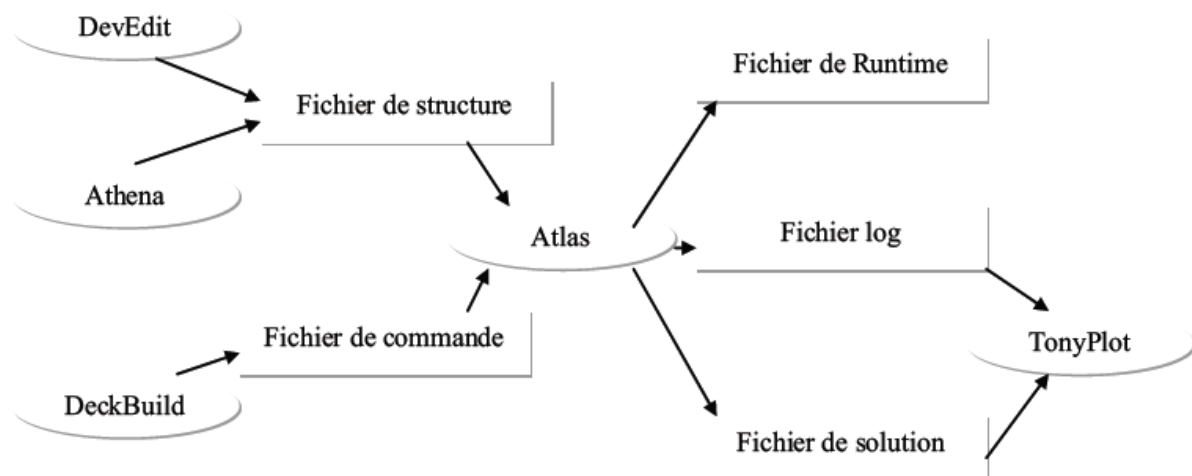 DevEdit
Fichier de structure
Fichier de Runtime
Athena
Atlas
Fichier log
Fichier de commande
TonyPlot
DeckBuild
Fichier de solution